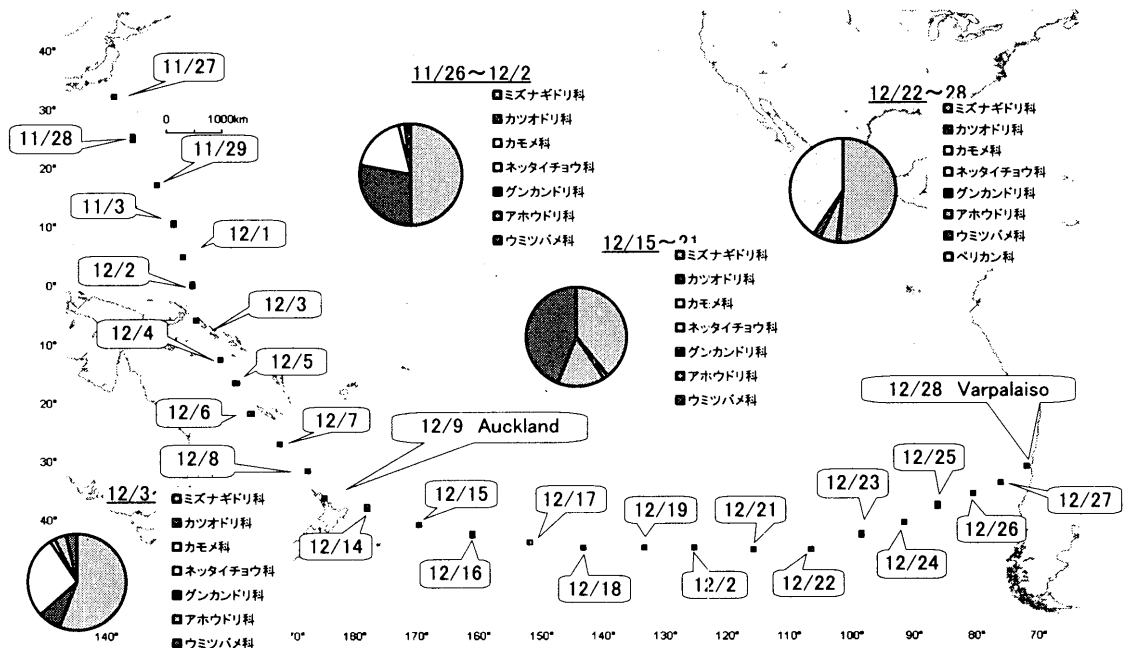 40°
11/27
30°
0 1000km
11/28
11/29
20°
11/3
10°
12/1
12/2
0°
12/3
12/4
10°
12/5
20°
12/6
12/7
12/9 Auckland
12/8
30°
40°
12/14
12/15
12/16
12/17
12/18
12/19
12/2
12/21
12/22
12/23
12/24
12/25
12/26
12/27
12/28 Varpalaiso
11/26～12/2
ミズナギドリ科
カツオドリ科
カモメ科
ネッタイチョウ科
グンカンドリ科
アホウドリ科
ウミツバメ科
12/22～28
ミズナギドリ科
カツオドリ科
カモメ科
ネッタイチョウ科
グンカンドリ科
アホウドリ科
ウミツバメ科
ペリカン科
12/15～21
ミズナギドリ科
カツオドリ科
カモメ科
ネッタイチョウ科
グンカンドリ科
アホウドリ科
ウミツバメ科
12/3
ミズナギドリ科
カツオドリ科
カモメ科
ネッタイチョウ科
グンカンドリ科
アホウドリ科
ウミツバメ科
140° 180° 170° 160° 150° 140° 130° 120° 110° 100° 90° 80° 70°